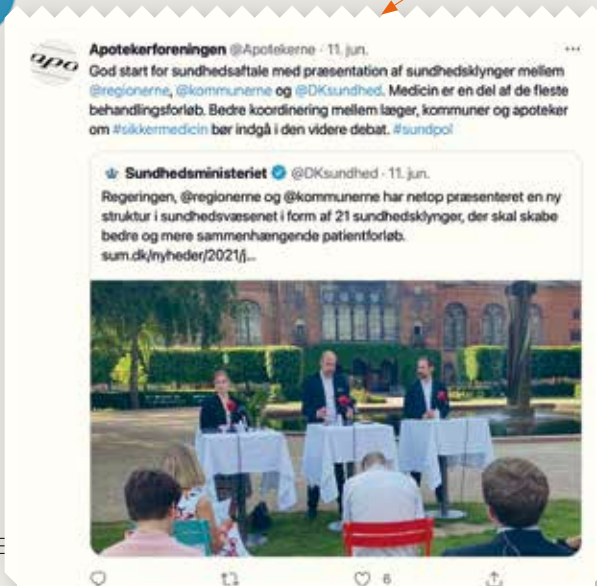 apo
Apotekerforeningen @Apotekerne · 11. jun.
God start for sundhedsaftale med præsentation af sundhedsklynger mellem
@regionerne, @kommunerne og @DKsundhed. Medicin er en del af de fleste
behandlingsforløb. Bedre koordinering mellem læger, kommuner og apoteker
om #sikkermedicin bør indgå i den videre debat. #sundpol
Sundhedsministeriet @DKsundhed · 11. jun.
Regeringen, @regionerne og @kommunerne har netop præsenteret en ny
struktur i sundhedsvæsenet i form af 21 sundhedsklynger, der skal skabe
bedre og mere sammenhængende patientforløb.
sum.dk/nyheder/2021/j...
6